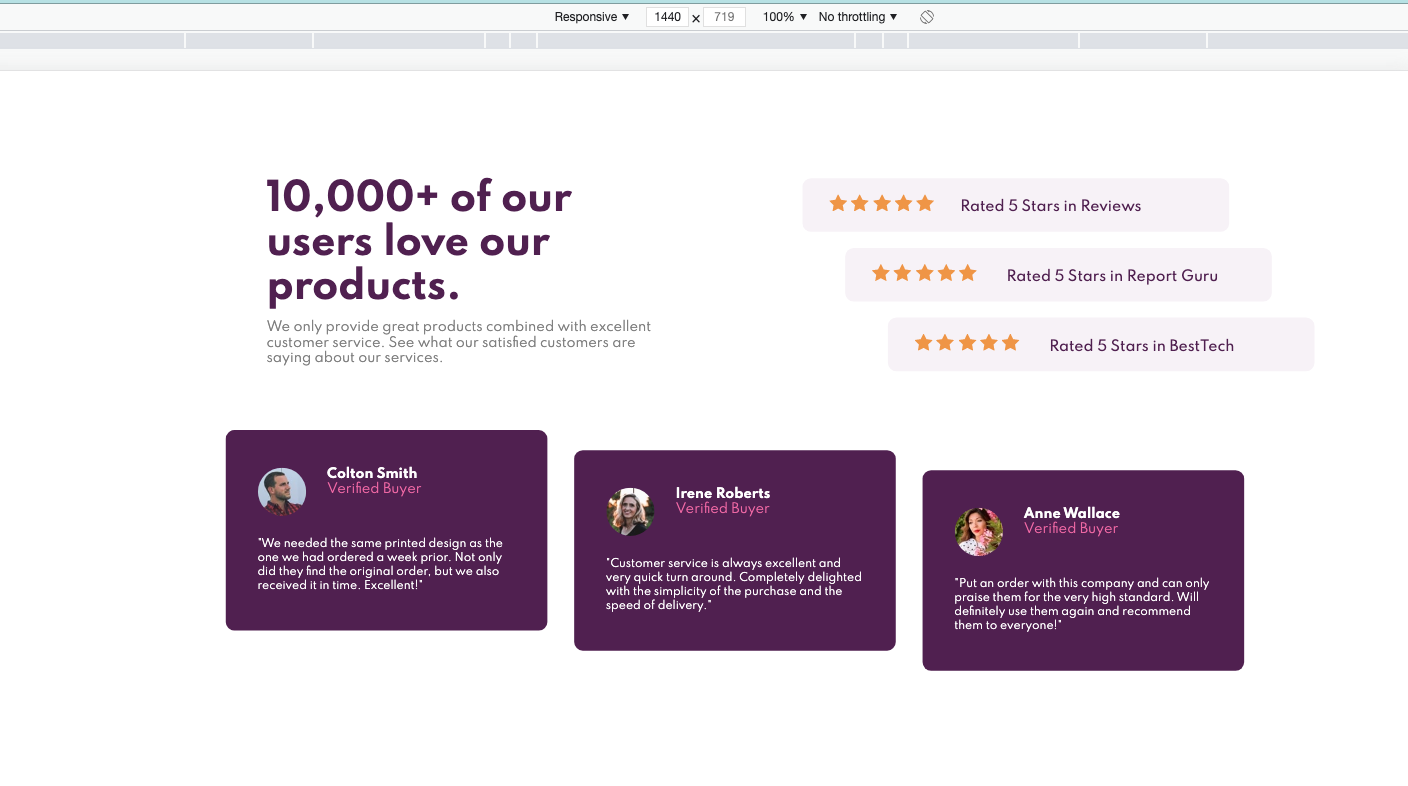 Responsive ▼ 1440 × 719 100% ▼ No throttling ▼
10,000+ of our
users love our
products.
We only provide great products combined with excellent
customer service. See what our satisfied customers are
saying about our services.
Rated 5 Stars in Reviews
Rated 5 Stars in Report Guru
Rated 5 Stars in BestTech
Colton Smith
Verified Buyer
"We needed the same printed design as the
one we had ordered a week prior. Not only
did they find the original order, but we also
received it in time. Excellent!"
Irene Roberts
Verified Buyer
"Customer service is always excellent and
very quick turn around. Completely delighted
with the simplicity of the purchase and the
speed of delivery."
Anne Wallace
Verified Buyer
"Put an order with this company and can only
praise them for the very high standard. Will
definitely use them again and recommend
them to everyone!"